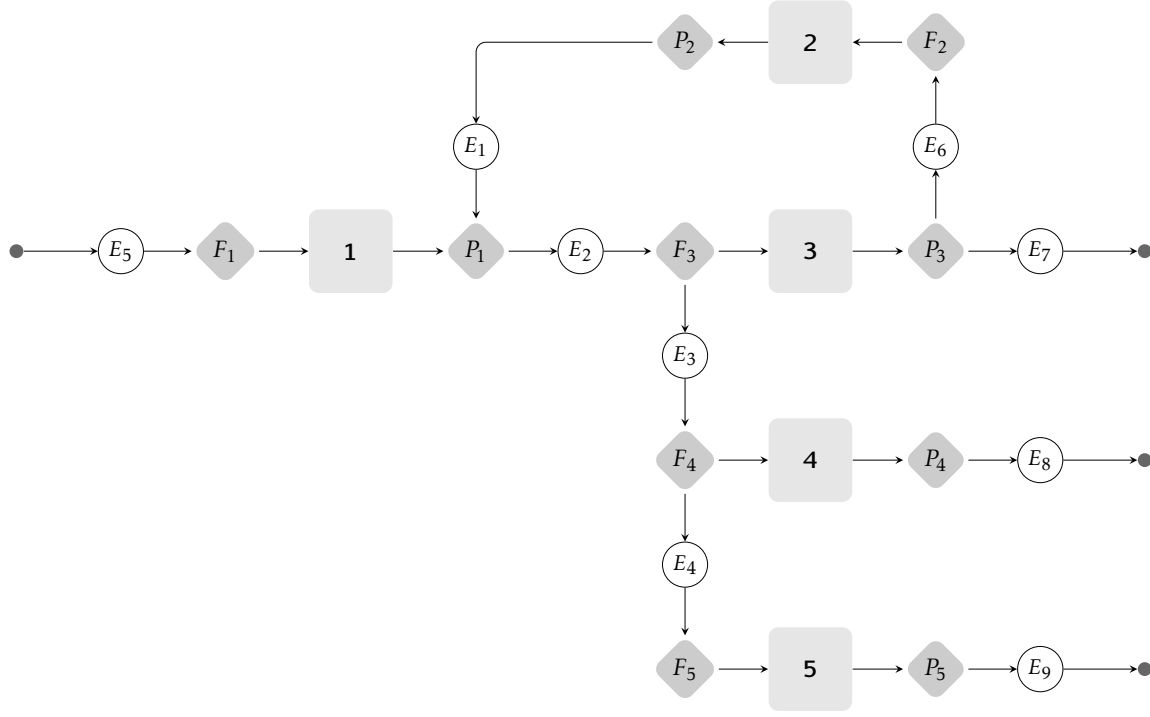 P₂ 2 F₂
E₁ E₆
E₅ F₁ 1 P₁ E₂ F₃ 3 P₃ E₇
E₃
F₄ 4 P₄ E₈
E₄
F₅ 5 P₅ E₉